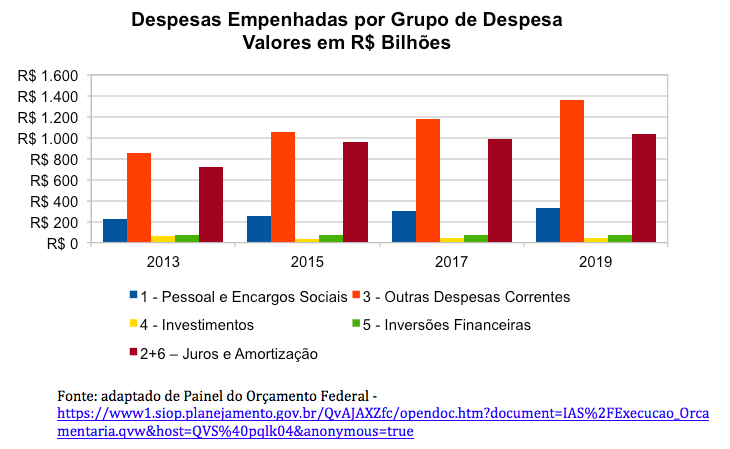 Despesas Empenhadas por Grupo de Despesa
Valores em R$ Bilhões
R$ 1.600
R$ 1.400
R$ 1.200
R$ 1.000
R$ 800
R$ 600
R$ 400
R$ 200
R$ 0
2013 2015 2017 2019
1 - Pessoal e Encargos Sociais 3 - Outras Despesas Correntes
4 - Investimentos 5 - Inversões Financeiras
2+6 – Juros e Amortização
Fonte: adaptado de Painel do Orçamento Federal -
https://www1.siop.planejamento.gov.br/QvAJAXZfc/opendoc.htm?document=IAS%2FExecucao_Orca
mentaria.qvw&host=QVS%40pqlk04&anonymous=true